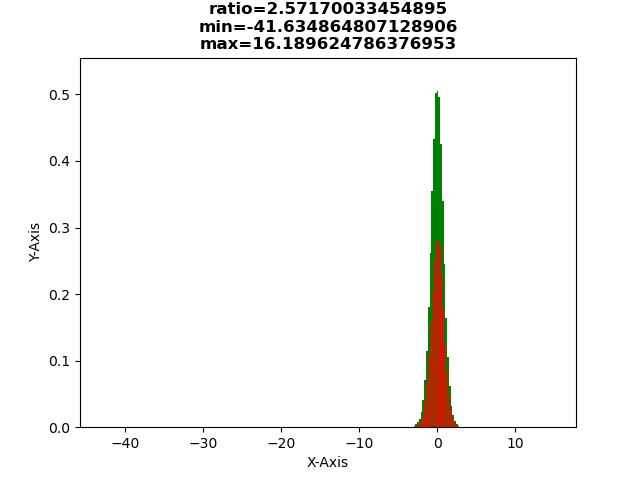 ratio=2.57170033454895
min=-41.634864807128906
max=16.189624786376953
0.5
0.4
0.3
0.2
0.1
0.0
Y-Axis
−40 −30 −20 −10 0 10
X-Axis